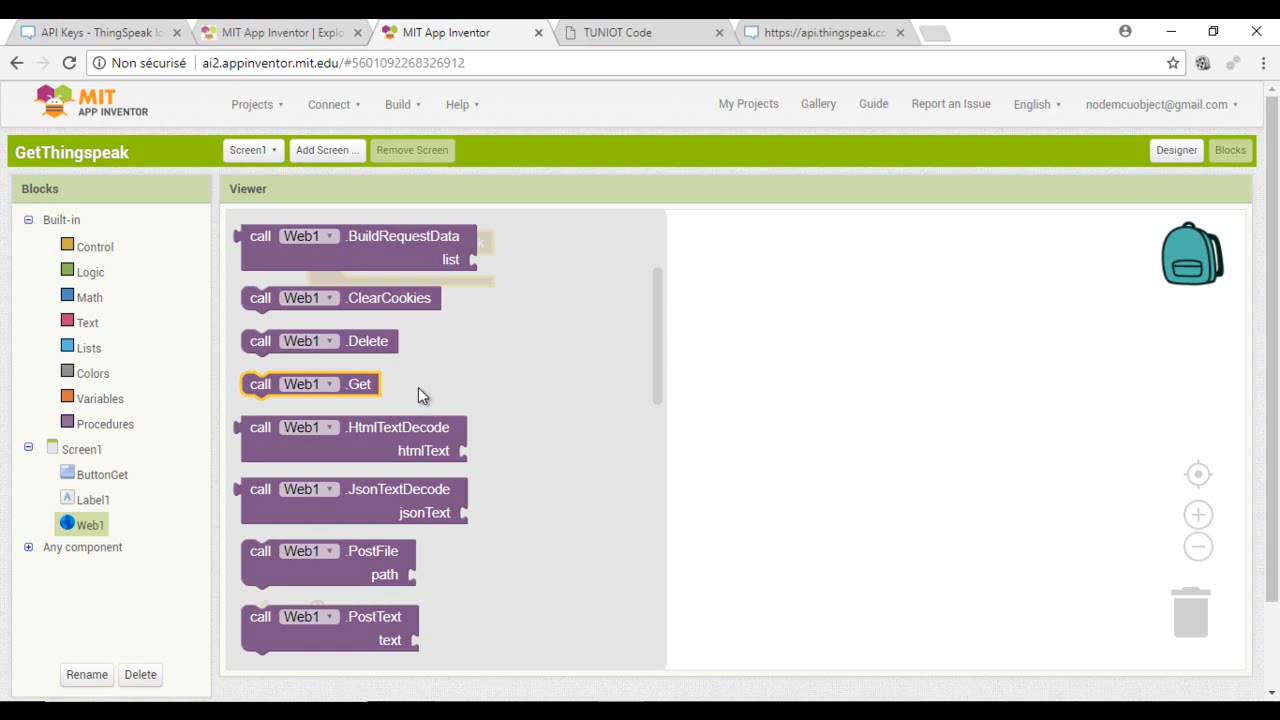 API Keys - ThingSpeak Io
MIT App Inventor | Explo
MIT App Inventor
TUNIOT Code
https://api.thingspeak.co
Non sécurisé
ai2.appinventor.mit.edu/#5601092268326912
MIT
APP INVENTOR
Projects
Connect
Build
Help
My Projects
Gallery
Guide
Report an Issue
English
nodemcuobject@gmail.com
GetThingspeak
Screen1
Add Screen ...
Remove Screen
Designer
Blocks
Blocks
Viewer
Built-in
Control
Logic
Math
Text
Lists
Colors
Variables
Procedures
Screen1
ButtonGet
Label1
Web1
Any component
Rename
Delete
call Web1 .BuildRequestData
list
call Web1 .ClearCookies
call Web1 .Delete
call Web1 .Get
call Web1 .HtmlTextDecode
htmlText
call Web1 .JsonTextDecode
jsonText
call Web1 .PostFile
path
call Web1 .PostText
text